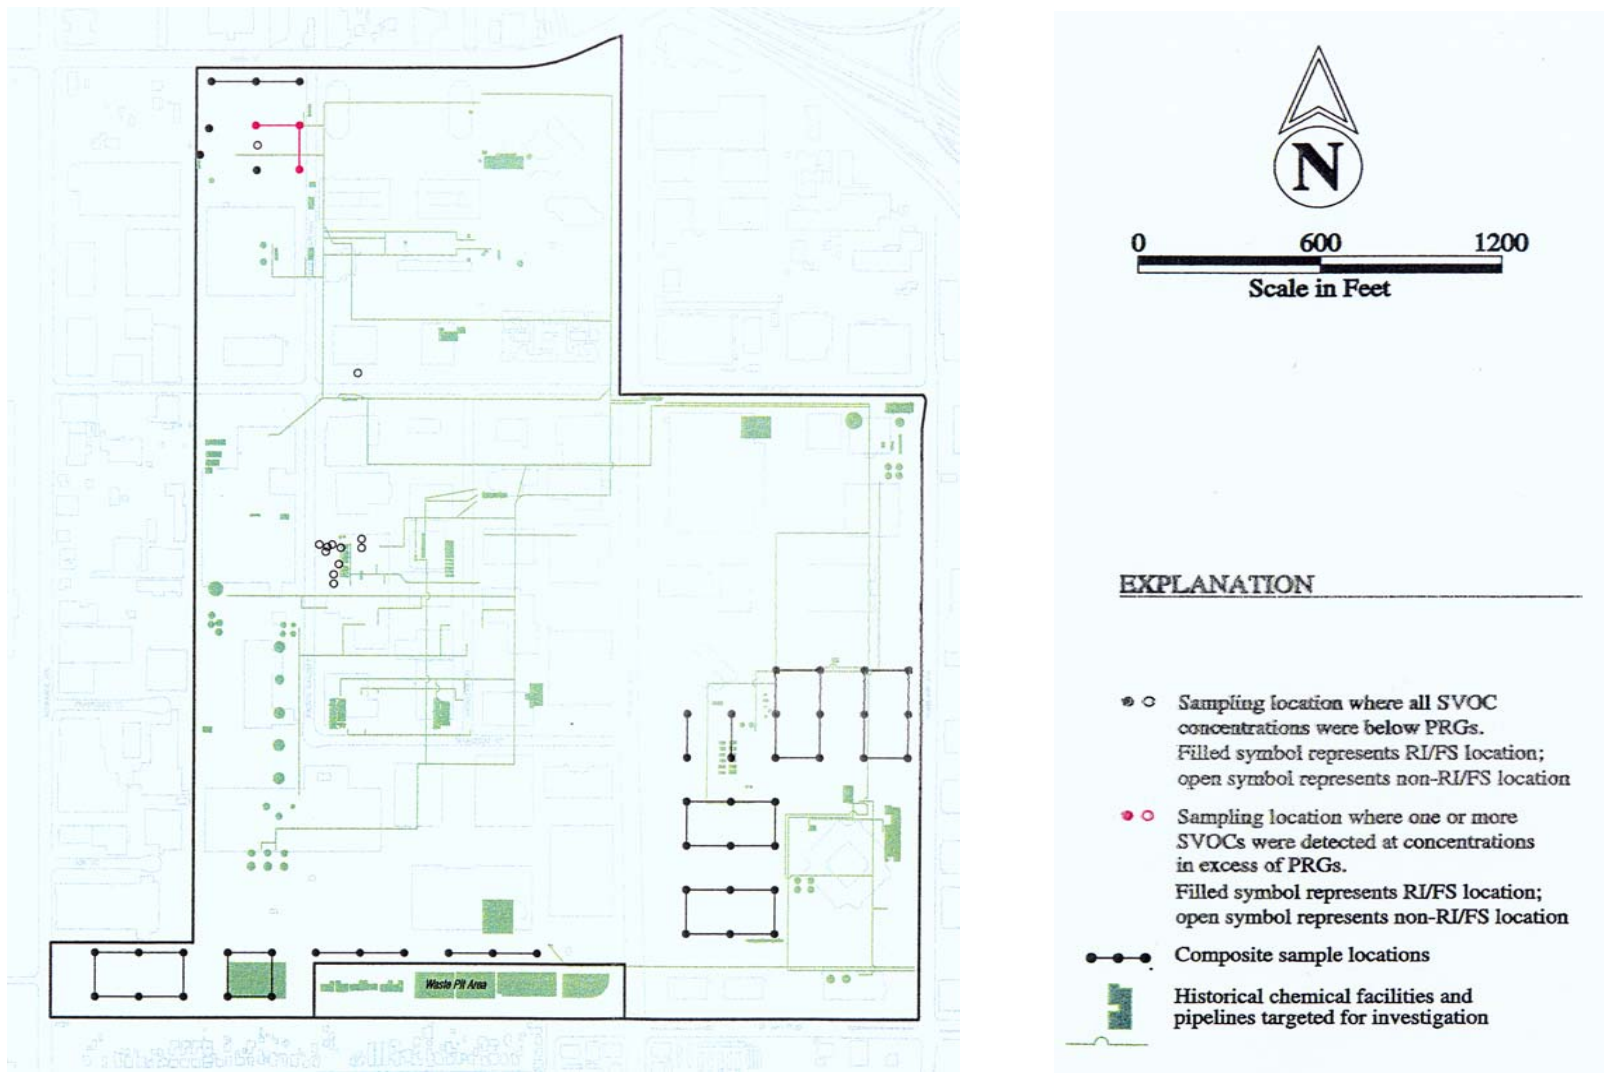 Waste Pit Area
N
0 600 1200
Scale in Feet
EXPLANATION
Sampling location where all SVOC
concentrations were below PRGs.
Filled symbol represents RI/FS location;
open symbol represents non-RI/FS location
Sampling location where one or more
SVOCs were detected at concentrations
in excess of PRGs.
Filled symbol represents RI/FS location;
open symbol represents non-RI/FS location
Composite sample locations
Historical chemical facilities and
pipelines targeted for investigation